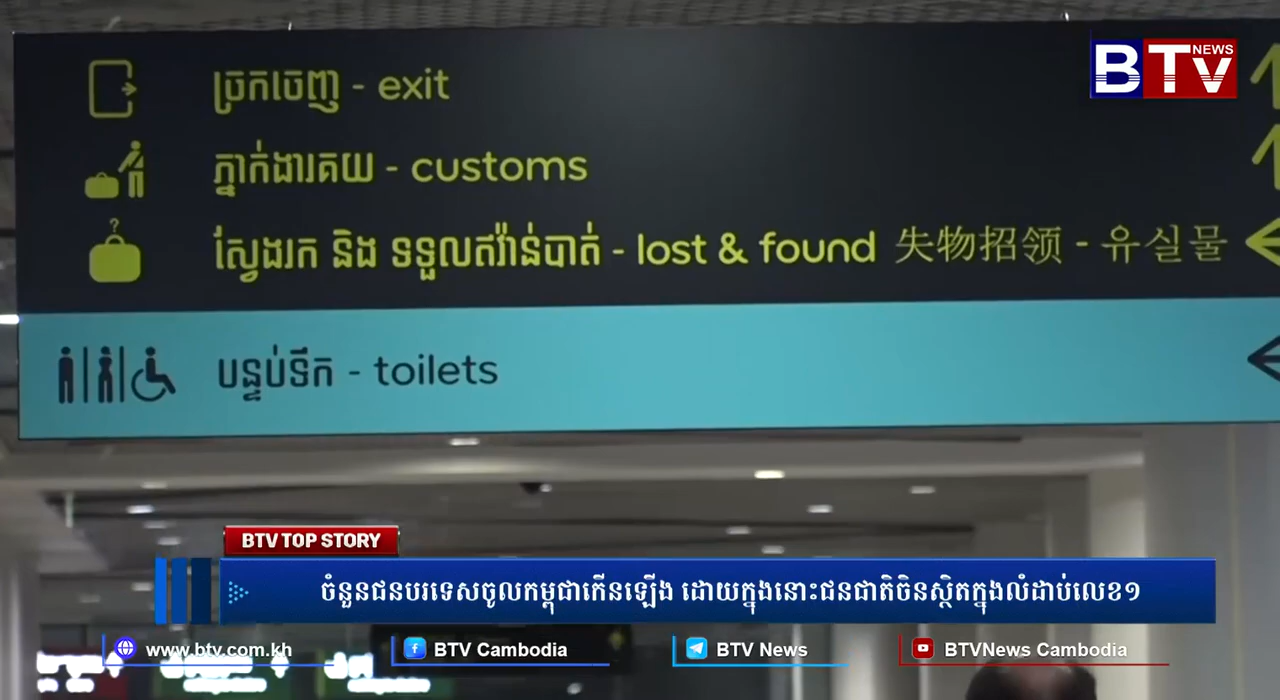 BTV NEWS
ច្រកចេញ - exit
ភ្នាក់ងារគយ - customs
ស្វែងរក និង ទទួលឥវ៉ាន់បាត់ - lost & found 失物招领 - 유실물
បន្ទប់ទឹក - toilets
BTV TOP STORY
ចំនួនជនបរទេសចូលកម្ពុជាកើនឡើង ដោយក្នុងនោះជនជាតិចិនស្ថិតក្នុងលំដាប់លេខ១
www.btv.com.kh BTV Cambodia BTV News BTVNews Cambodia